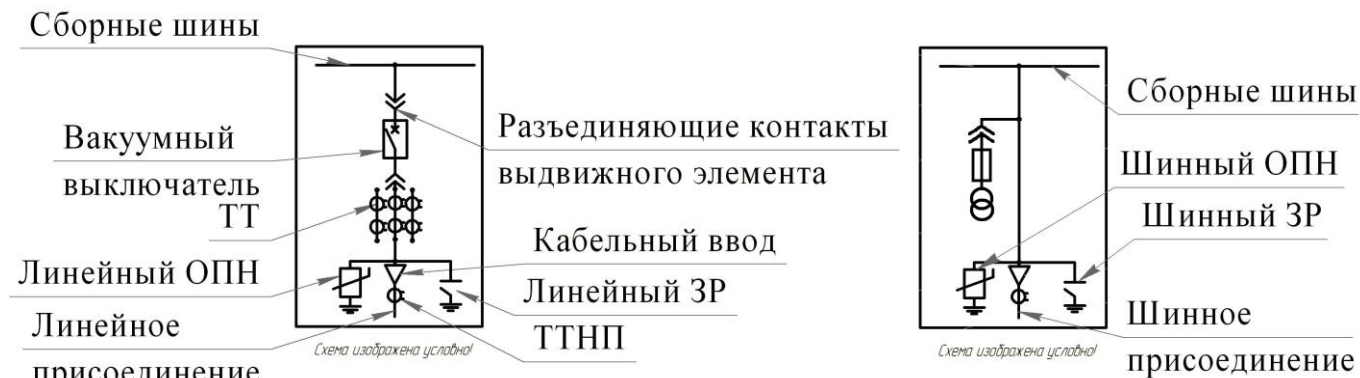 Сборные шины
Вакуумный
выключатель
ТТ
Линейный ОПН
Линейное
присоединение
Разъединяющие контакты
выдвижного элемента
Кабельный ввод
Линейный ЗР
ТТНП
Схема изображена условно!
Сборные шины
Шинный ОПН
Шинный ЗР
Шинное
присоединение
Схема изображена условно!